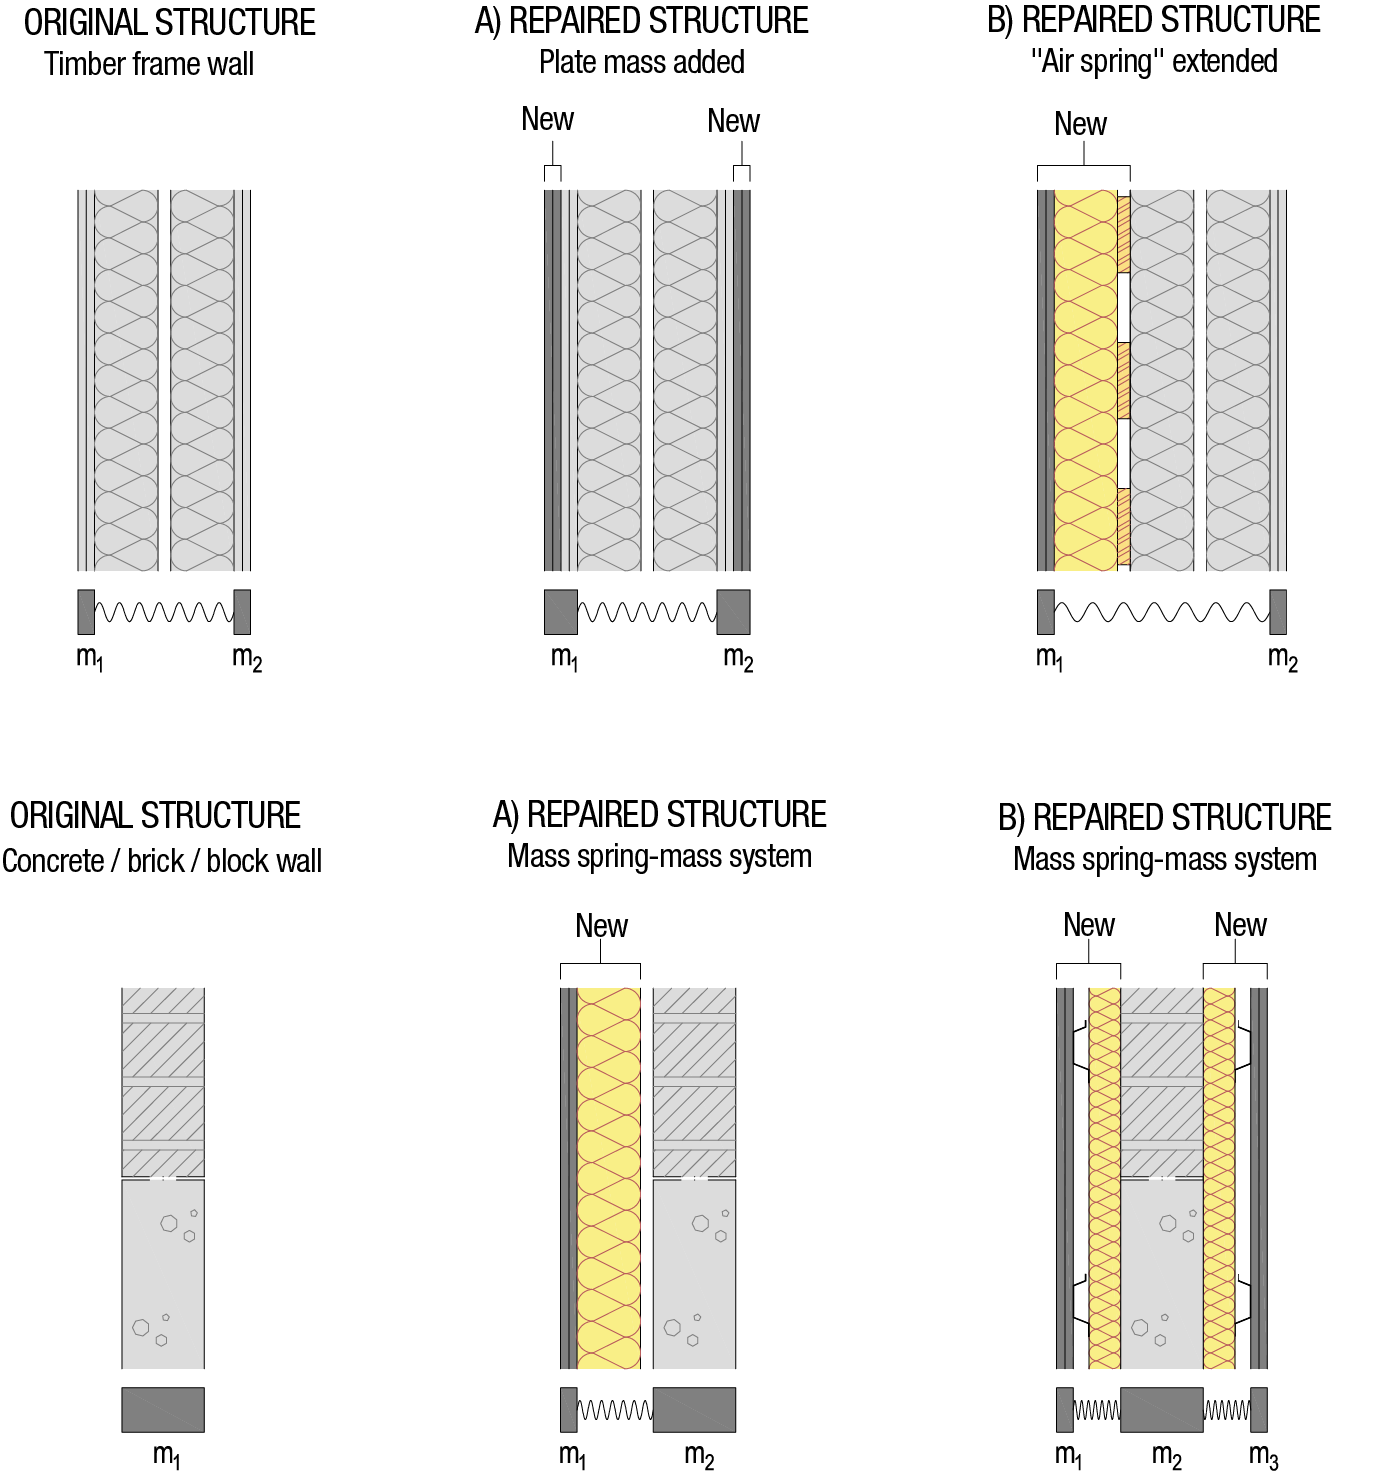 ORIGINAL STRUCTURE
Timber frame wall
A) REPAIRED STRUCTURE
Plate mass added
B) REPAIRED STRUCTURE
"Air spring" extended
New
New
New
m1
m2
m1
m2
m1
m2
ORIGINAL STRUCTURE
Concrete / brick / block wall
A) REPAIRED STRUCTURE
Mass spring-mass system
B) REPAIRED STRUCTURE
Mass spring-mass system
New
New
New
m1
m1
m2
m1
m2
m3